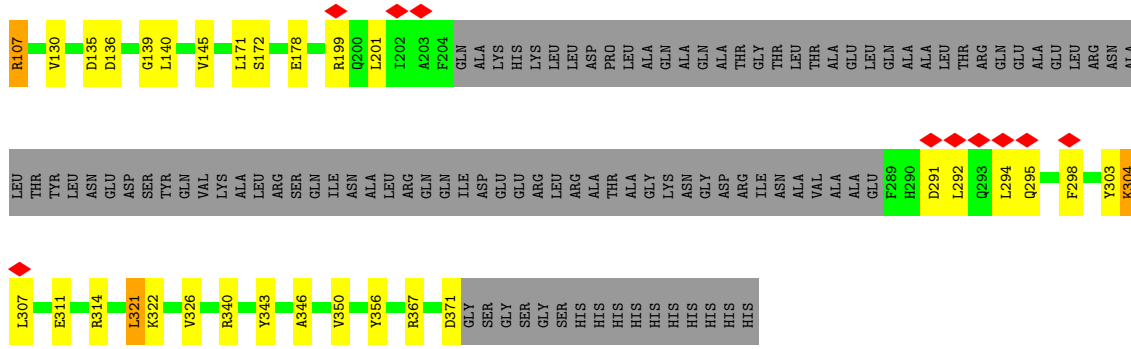 R107 V130 D135 D136 G139 L140 V145 L171 S172 E178 R199 Q200 L201 I202 A203 F204 GLN ALA LYS HIS LYS LEU LEU ASP PRO LEU ALA GLN ALA GLN ALA THR GLY THR LEU THR ALA GLU LEU GLN ALA ALA LEU THR ARG GLN GLU ALA GLU LEU ARG ASN ALA
LEU THR TYR LEU ASN GLU ASP SER TYR GLN VAL LYS ALA LEU ARG SER GLN ILE ASN ALA LEU ARG GLN GLN ILE ASP GLU GLU ARG LEU ARG ALA THR ALA GLY LYS ASN GLY ASP ARG ILE ASN ALA VAL ALA ALA GLU F289 H290 D291 L292 Q293 L294 Q295 F298 Y303 K304
L307 E311 R314 L321 K322 V326 R340 Y343 A346 V350 Y356 R367 D371 GLY SER GLY SER GLY SER HIS HIS HIS HIS HIS HIS HIS HIS HIS HIS